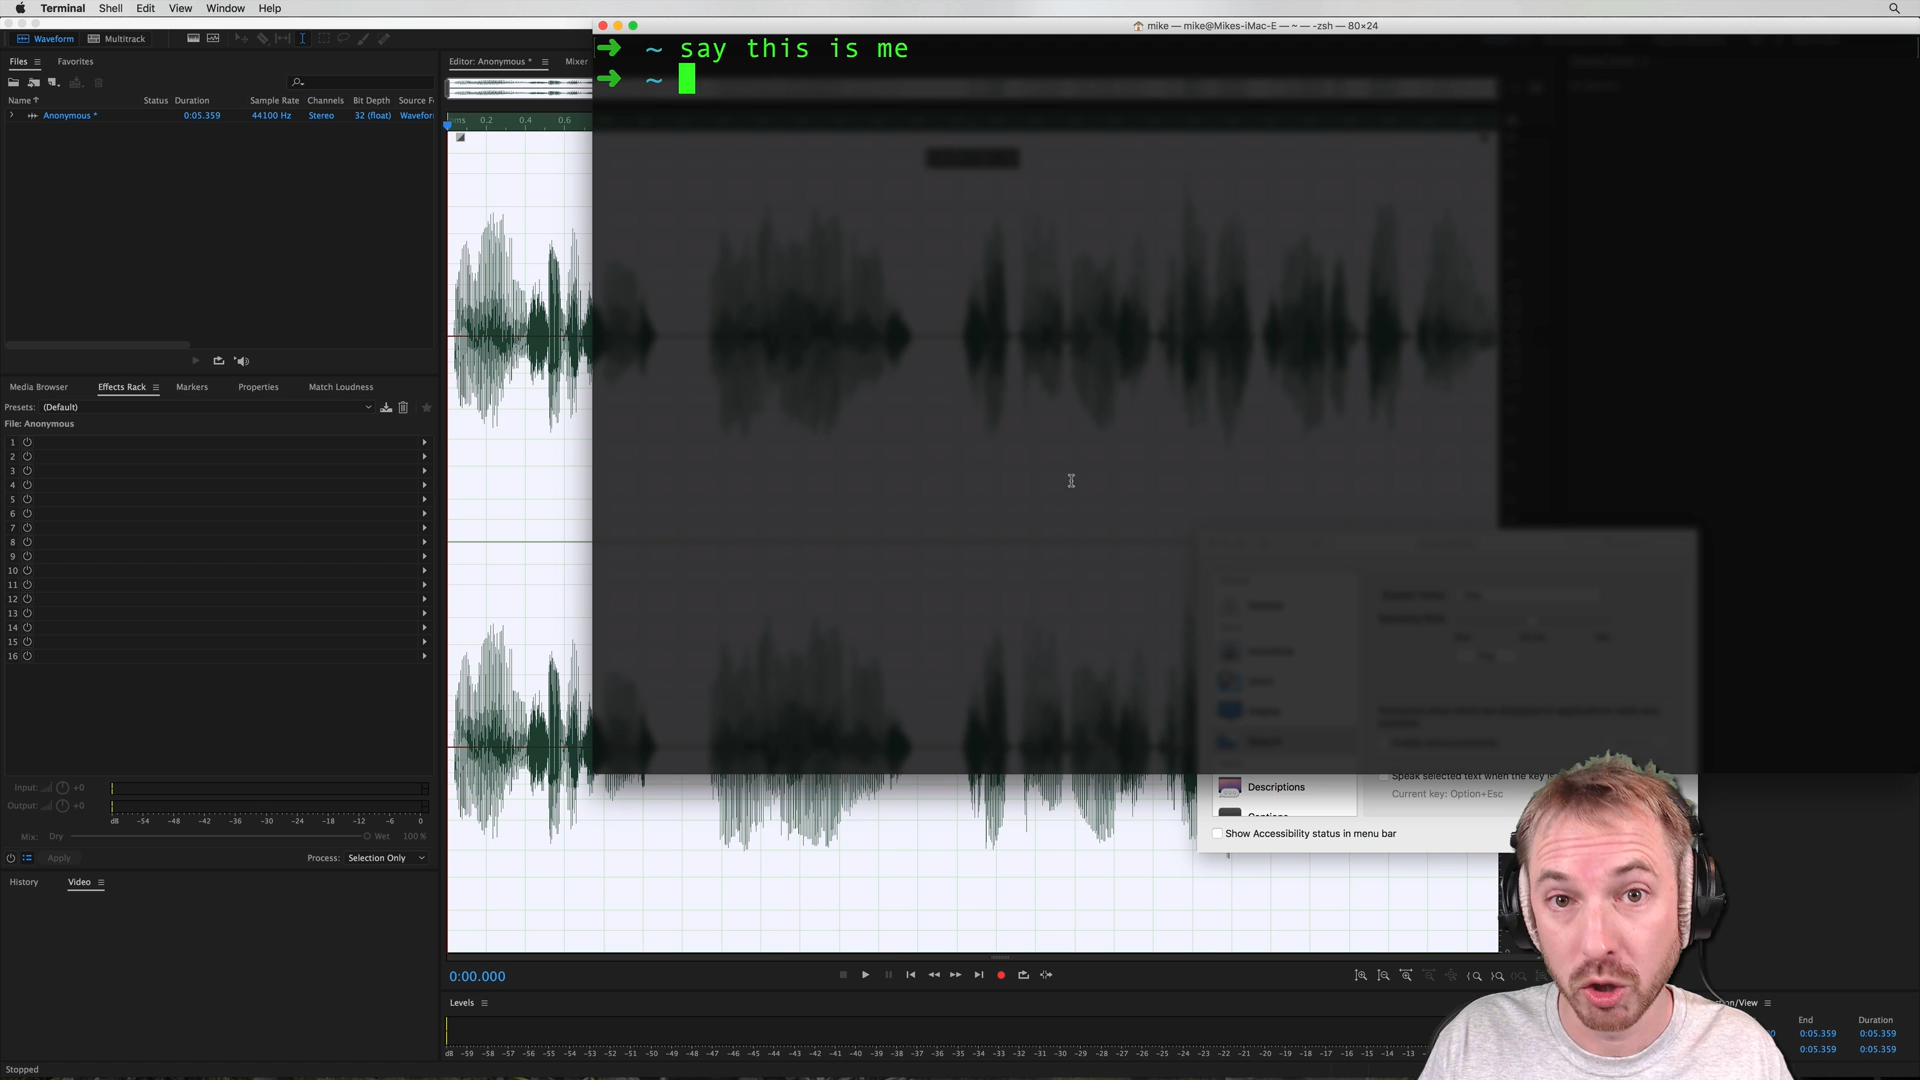 Terminal Shell Edit View Window Help
mike — mike@Mikes-iMac-E — ~ — -zsh — 80×24
~ say this is me
~
Waveform Multitrack
Files Favorites
Editor: Anonymous * Mixer
Name Status Duration Sample Rate Channels Bit Depth Source F
Anonymous * 0:05.359 44100 Hz Stereo 32 (float) Wavefor
hms 0.2 0.4 0.6
Media Browser Effects Rack Markers Properties Match Loudness
Presets: (Default)
File: Anonymous
1
2
3
4
5
6
7
8
9
10
11
12
13
14
15
16
Input: +0
Output: +0
dB -54 -48 -42 -36 -30 -24 -18 -12 -6 0
Mix: Dry Wet 100 %
Apply Process: Selection Only
History Video
Speak selected text when the key is
Descriptions
Current key: Option+Esc
Show Accessibility status in menu bar
0:00.000
Levels
End Duration
0:05.359 0:05.359
0:05.359 0:05.359
dB -59 -58 -57 -56 -55 -54 -53 -52 -51 -50 -49 -48 -47 -46 -45 -44 -43 -42 -41 -40 -39 -38 -37 -36 -35 -34 -33 -32 -31 -30 -29 -28 -27 -26 -25 -24 -23 -22 -21 -20 -19 -18 -17 -16 -15 -14 -13
Stopped